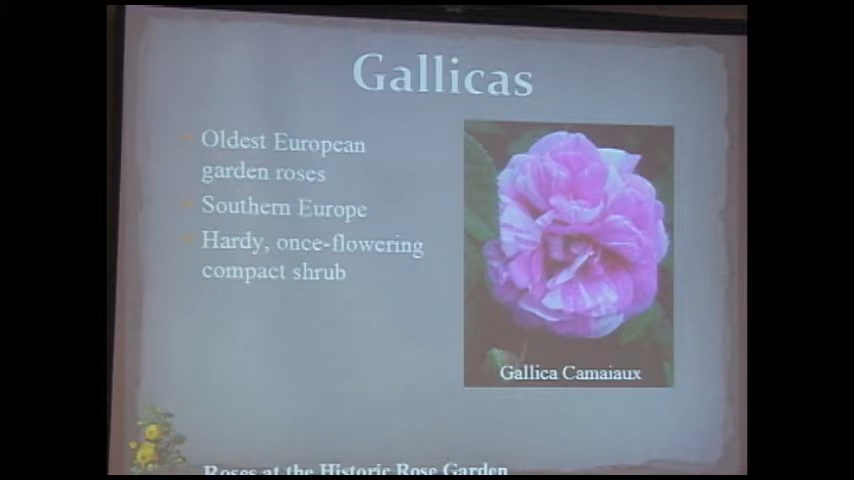 Gallicas
Oldest European
garden roses
Southern Europe
Hardy, once-flowering
compact shrub
Gallica Camaiaux
Roses at the Historic Rose Garden